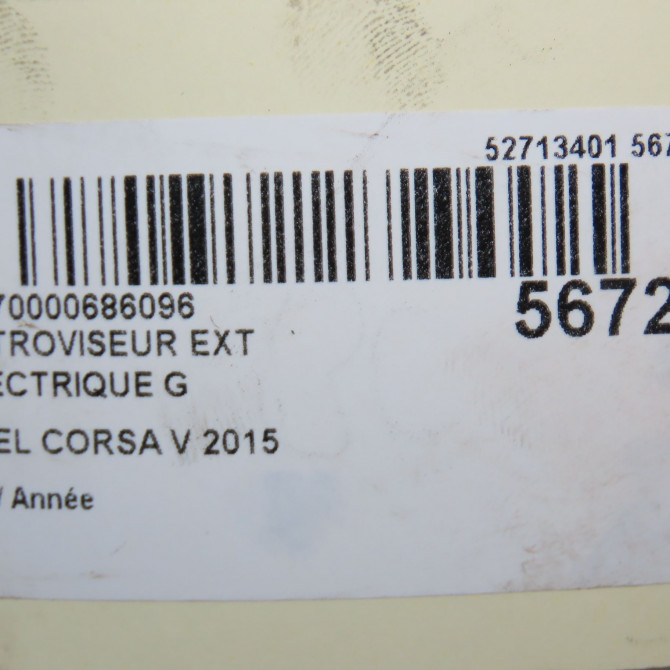 52713401 567
70000686096
5672
TROVISEUR EXT
ECTRIQUE G
EL CORSA V 2015
/ Année